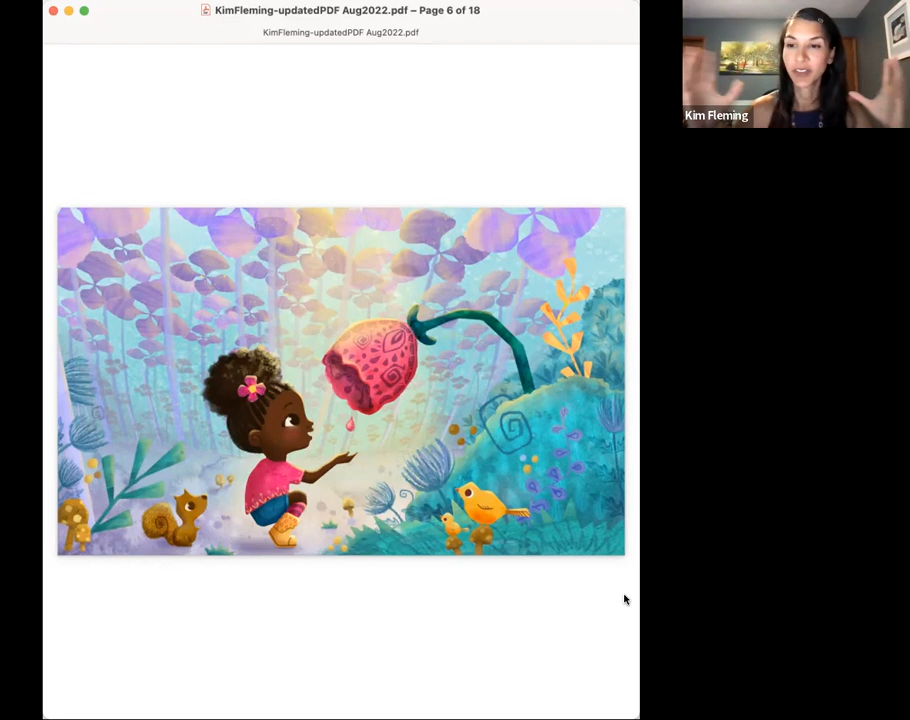 KimFleming-updatedPDF Aug2022.pdf – Page 6 of 18
KimFleming-updatedPDF Aug2022.pdf
Kim Fleming